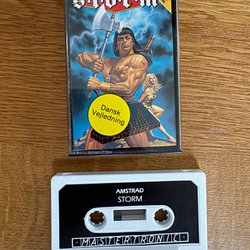 STORM
Dansk
Vejledning
AMSTRAD
STORM
MASTERTRONIC